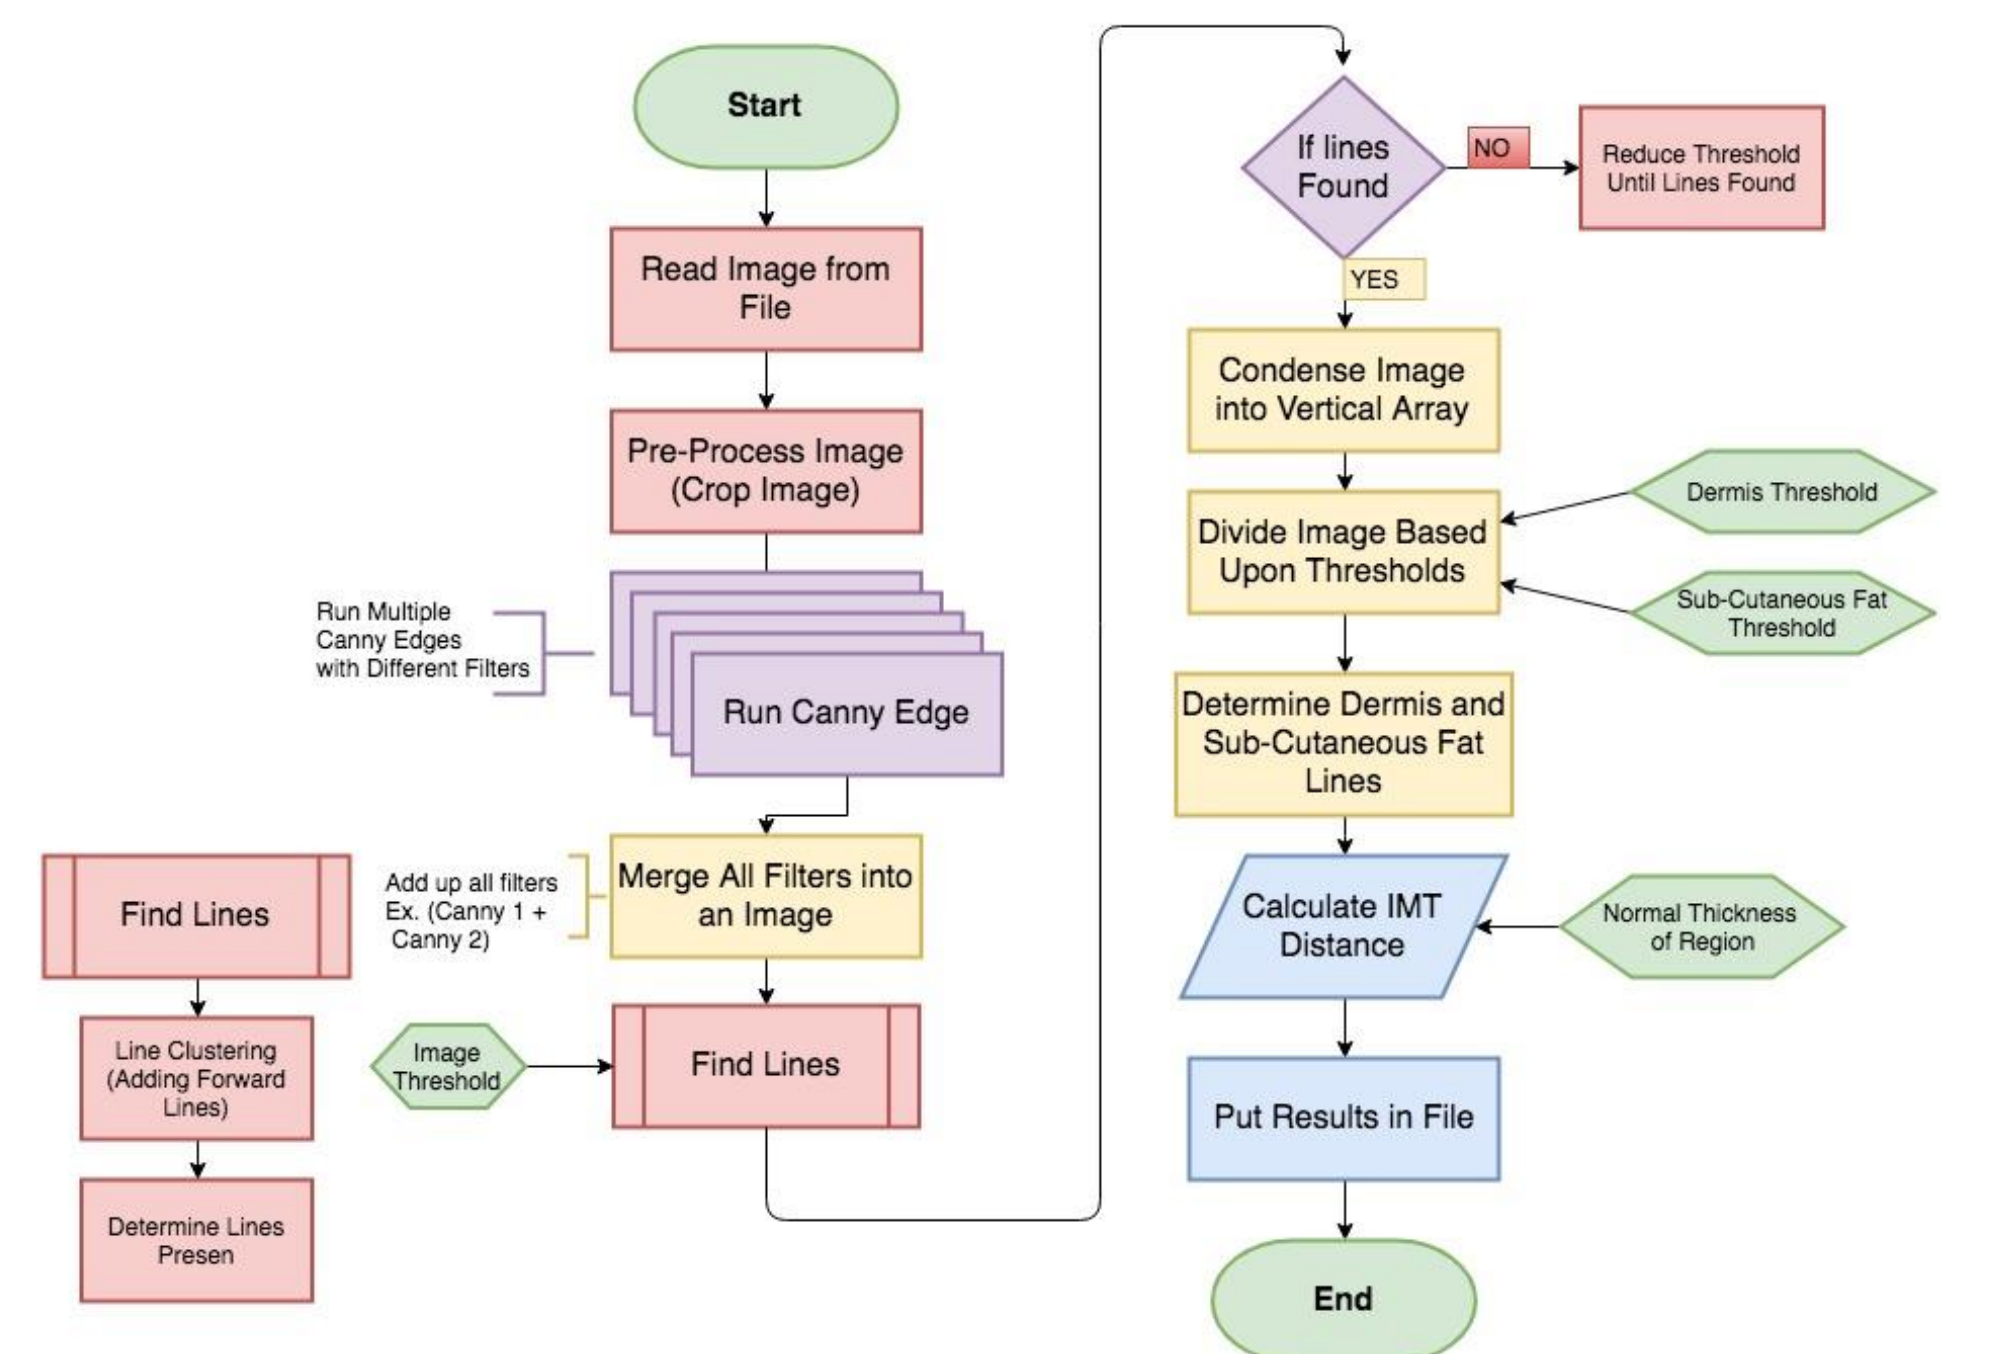 Start
Read Image from
File
Pre-Process Image
(Crop Image)
Run Multiple
Canny Edges
with Different Filters
Run Canny Edge
Add up all filters
Ex. (Canny 1 +
Canny 2)
Merge All Filters into
an Image
Image
Threshold
Find Lines
Find Lines
Line Clustering
(Adding Forward
Lines)
Determine Lines
Presen
If lines
Found
NO
Reduce Threshold
Until Lines Found
YES
Condense Image
into Vertical Array
Divide Image Based
Upon Thresholds
Dermis Threshold
Sub-Cutaneous Fat
Threshold
Determine Dermis and
Sub-Cutaneous Fat
Lines
Calculate IMT
Distance
Normal Thickness
of Region
Put Results in File
End